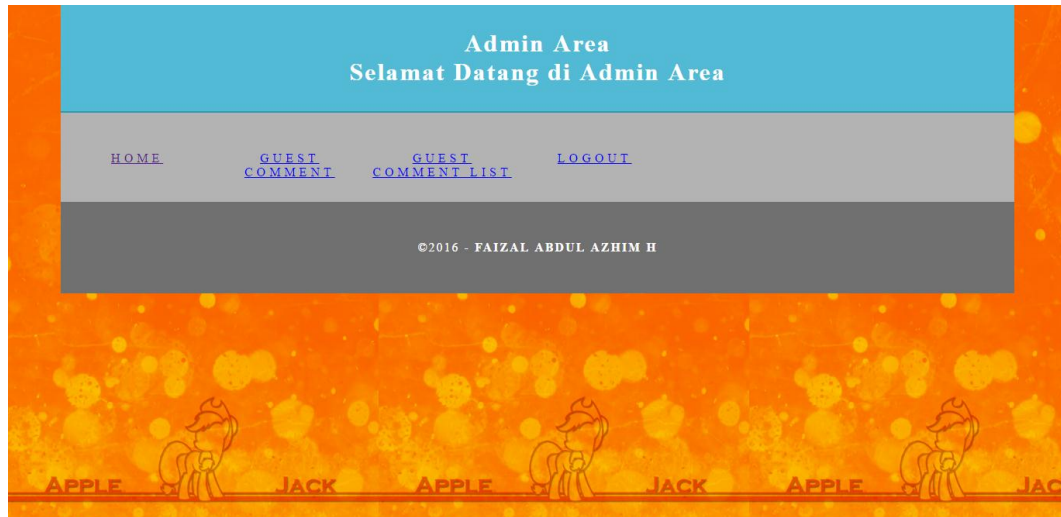 Admin Area
Selamat Datang di Admin Area
HOME
GUEST
COMMENT
GUEST
COMMENT LIST
LOGOUT
©2016 - FAIZAL ABDUL AZHIM H
APPLE JACK APPLE JACK APPLE JAC